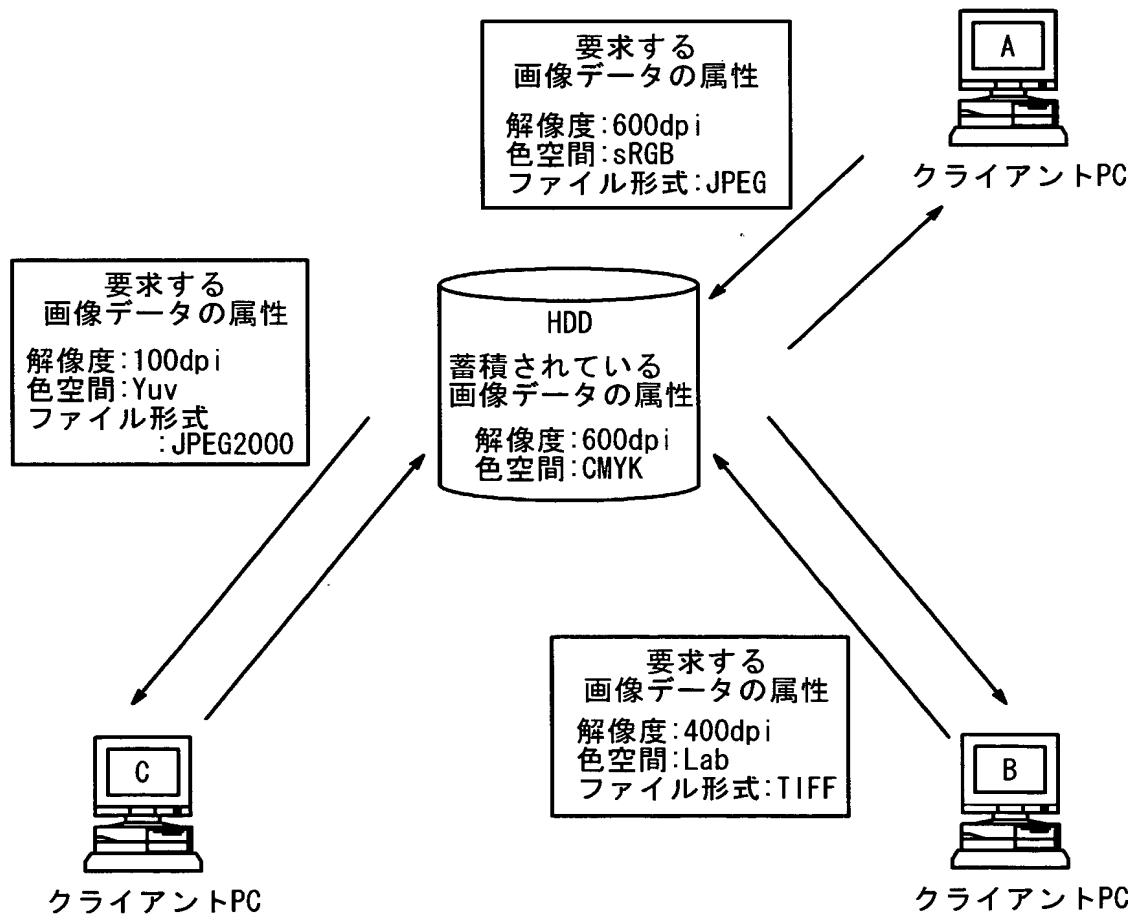 要求する
画像データの属性
解像度:600dpi
色空間:sRGB
ファイル形式:JPEG
A
クライアントPC
要求する
画像データの属性
解像度:100dpi
色空間:Yuv
ファイル形式
:JPEG2000
HDD
蓄積されている
画像データの属性
解像度:600dpi
色空間:CMYK
要求する
画像データの属性
解像度:400dpi
色空間:Lab
ファイル形式:TIFF
C
クライアントPC
B
クライアントPC